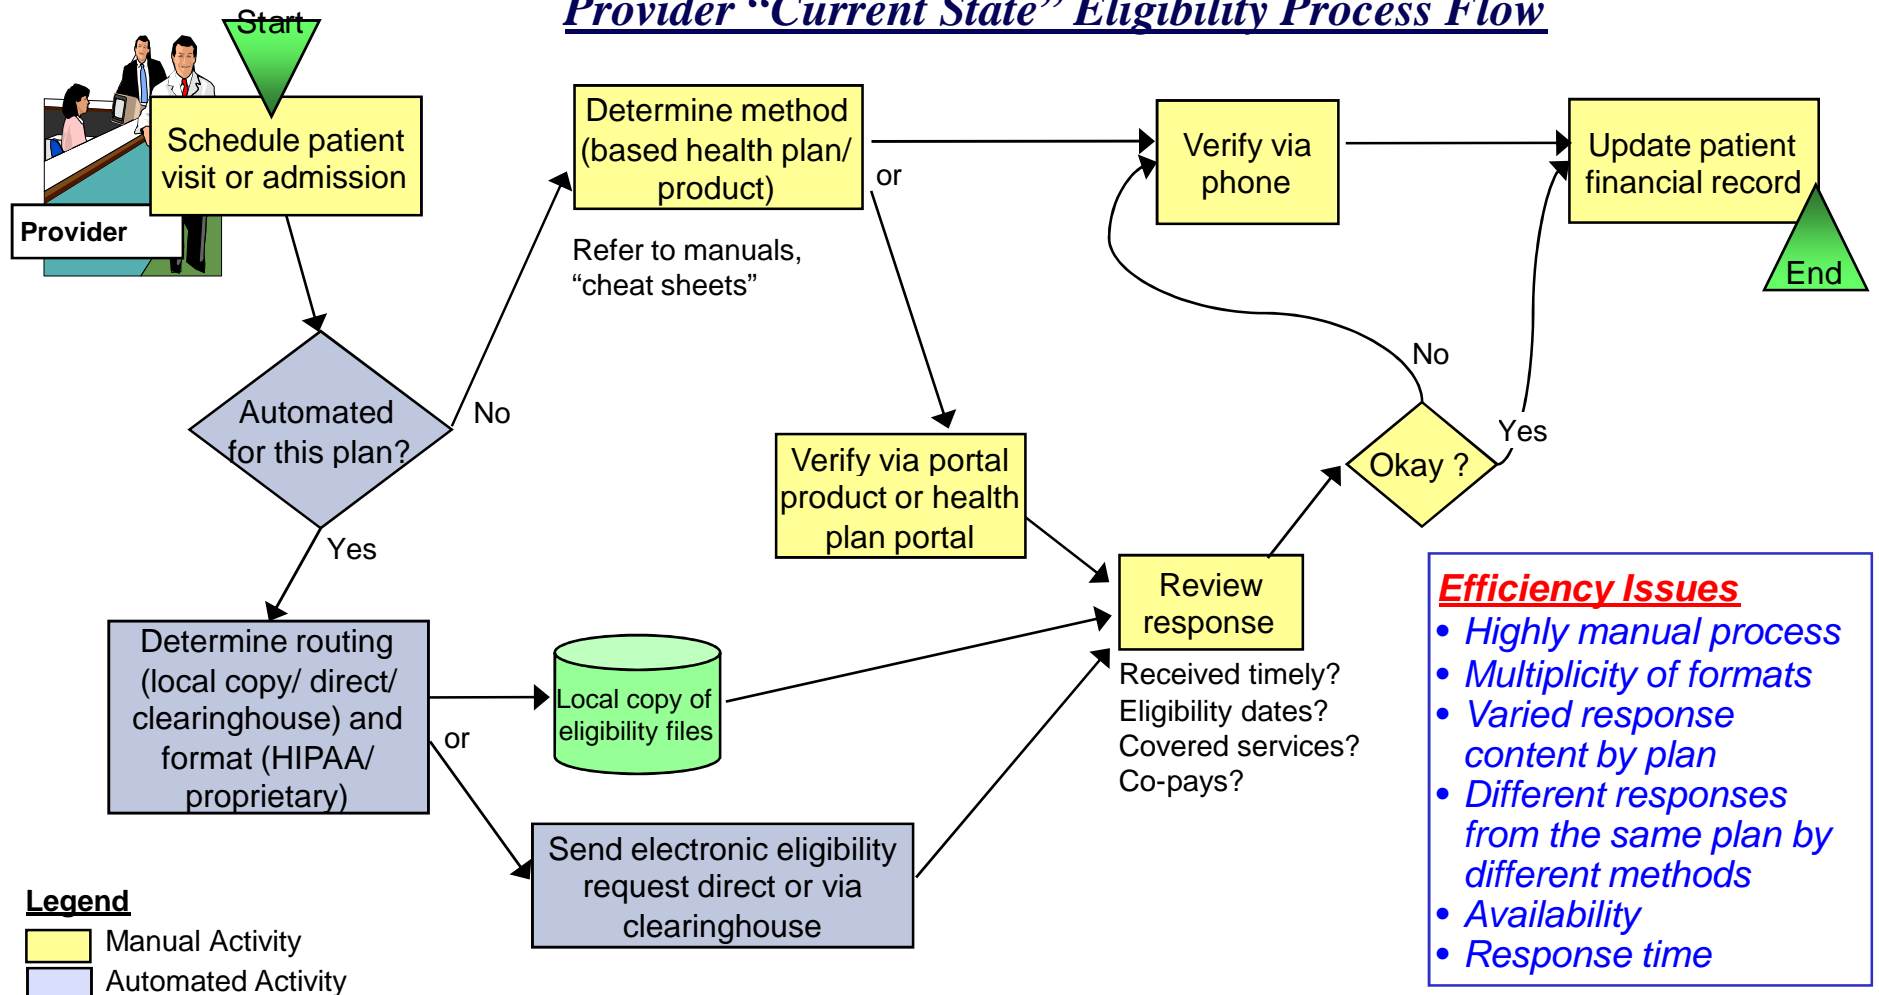 Provider “Current State” Eligibility Process Flow
Start
Schedule patient
visit or admission
Provider
Determine method
(based health plan/
product)
or
Refer to manuals,
“cheat sheets”
Verify via
phone
Update patient
financial record
End
Automated
for this plan?
No
Yes
Verify via portal
product or health
plan portal
No
Okay ?
Yes
Review
response
Received timely?
Eligibility dates?
Covered services?
Co-pays?
Determine routing
(local copy/ direct/
clearinghouse) and
format (HIPAA/
proprietary)
or
Local copy of
eligibility files
Send electronic eligibility
request direct or via
clearinghouse
Efficiency Issues
• Highly manual process
• Multiplicity of formats
• Varied response
content by plan
• Different responses
from the same plan by
different methods
• Availability
• Response time
Legend
Manual Activity
Automated Activity